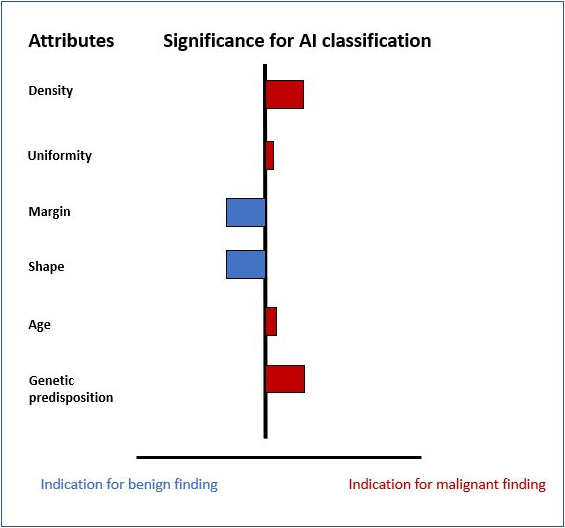 Attributes
Significance for AI classification
Density
Uniformity
Margin
Shape
Age
Genetic
predisposition
Indication for benign finding
Indication for malignant finding